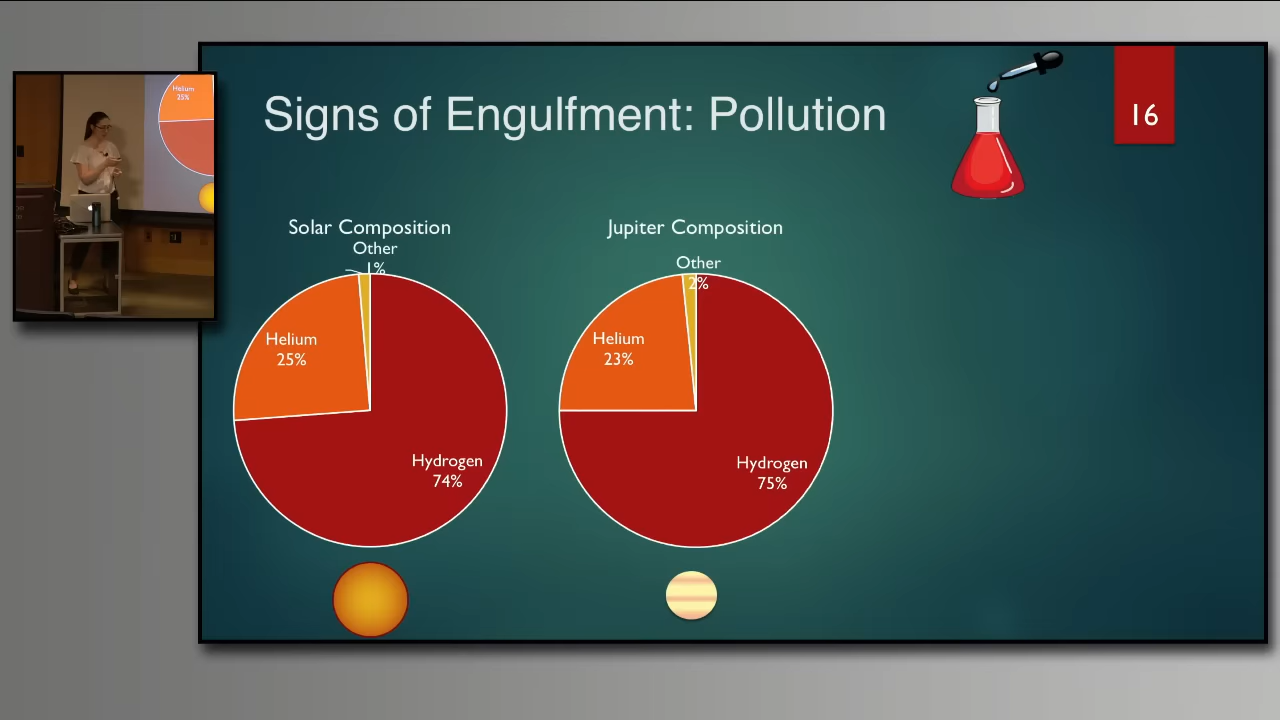 Signs of Engulfment: Pollution
16
Solar Composition
Other
1%
Helium
25%
Hydrogen
74%
Jupiter Composition
Other
2%
Helium
23%
Hydrogen
75%
Helium
25%